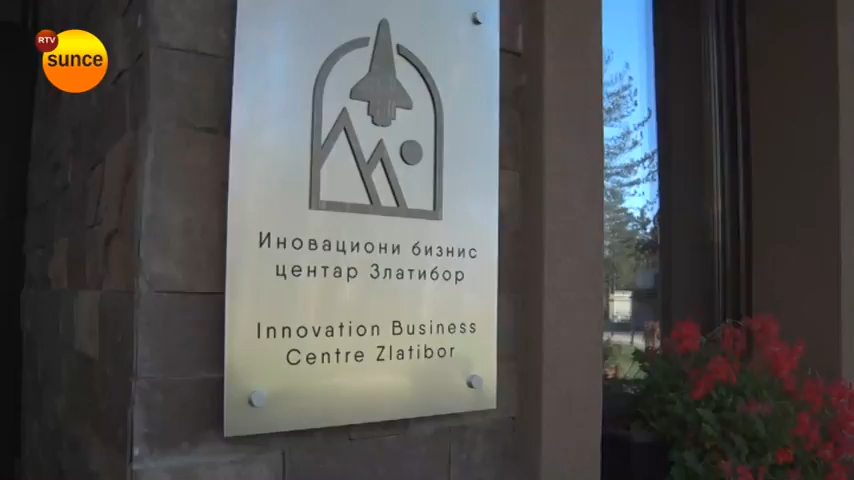 RTV
sunce
Иновациони бизнис
центар Златибор
Innovation Business
Centre Zlatibor